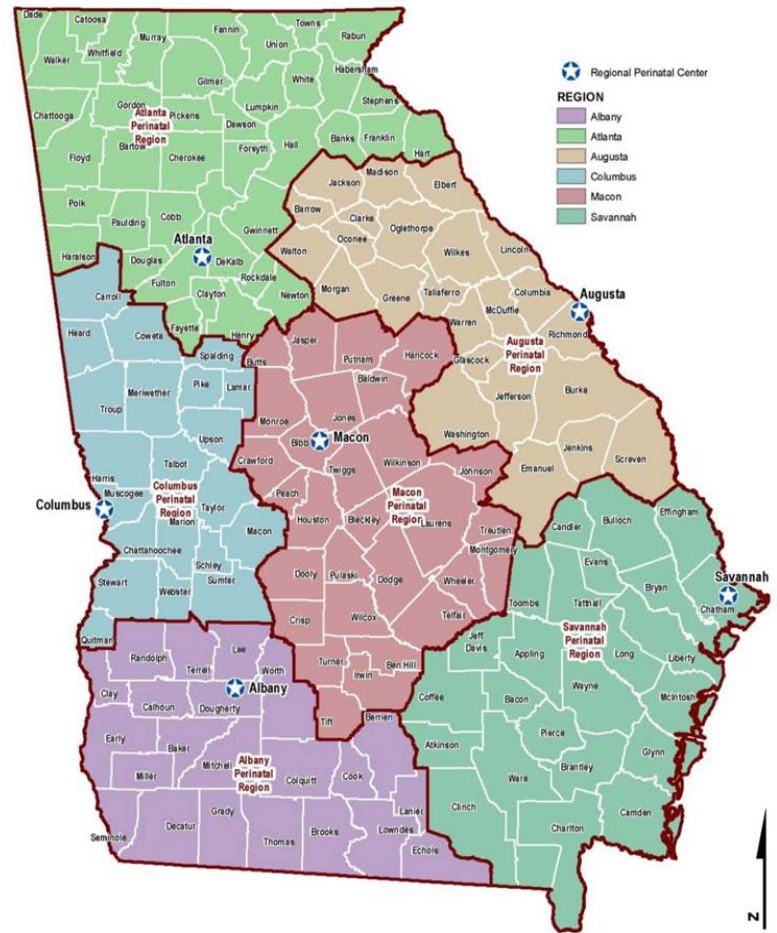 Dade
Catoosa
Fannin
Towns
Rabun
Murray
Union
Walker
Whitfield
Gilmer
White
Habersham
Chattooga
Gordon
Atlanta
Perinatal
Region
Pickens
Lumpkin
Dawson
Stephens
Floyd
Bartow
Cherokee
Forsyth
Hall
Banks
Franklin
Hart
Polk
Paulding
Cobb
Gwinnett
Haralson
Douglas
Atlanta
DeKalb
Fulton
Rockdale
Clayton
Newton
Fayette
Henry
Regional Perinatal Center
REGION
Albany
Atlanta
Augusta
Columbus
Macon
Savannah
Jackson
Madison
Elbert
Barrow
Clarke
Oglethorpe
Oconee
Walton
Wilkes
Lincoln
Morgan
Greene
Taliaferro
Columbia
McDuffie
Augusta
Warren
Richmond
Glascock
Augusta
Perinatal
Region
Jefferson
Burke
Washington
Jenkins
Screven
Emanuel
Carroll
Heard
Coweta
Spalding
Troup
Meriwether
Pike
Lamar
Upson
Harris
Talbot
Muscogee
Columbus
Columbus
Perinatal
Region
Taylor
Marion
Macon
Chattahoochee
Schley
Stewart
Webster
Sumter
Quitman
Butts
Jasper
Putnam
Hancock
Baldwin
Monroe
Jones
Bibb
Macon
Crawford
Twiggs
Wilkinson
Johnson
Peach
Houston
Bleckley
Macon
Perinatal
Region
Laurens
Treutlen
Montgomery
Dooly
Pulaski
Dodge
Wheeler
Crisp
Wilcox
Telfair
Turner
Ben Hill
Irwin
Tift
Berrien
Candler
Bulloch
Effingham
Evans
Bryan
Savannah
Chatham
Toombs
Tatthall
Savannah
Perinatal
Region
Jeff
Davis
Appling
Long
Liberty
Wayne
McIntosh
Coffee
Bacon
Atkinson
Pierce
Glynn
Brantley
Ware
Clinch
Camden
Charlton
Randolph
Lee
Terrell
Worth
Clay
Albany
Calhoun
Dougherty
Early
Baker
Mitchell
Albany
Perinatal
Region
Colquitt
Cook
Miller
Grady
Lanier
Seminole
Decatur
Thomas
Brooks
Lowndes
Echols
N